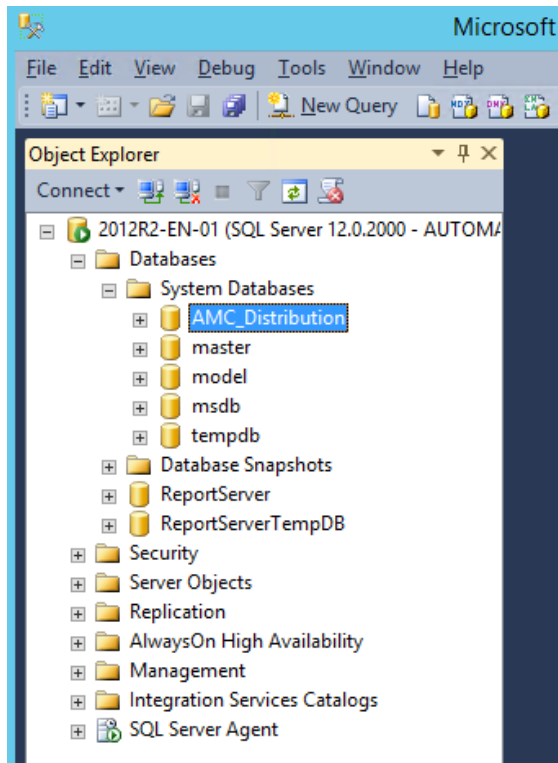 Microsoft
File Edit View Debug Tools Window Help
New Query
Object Explorer
Connect
2012R2-EN-01 (SQL Server 12.0.2000 - AUTOMA
Databases
System Databases
AMC_Distribution
master
model
msdb
tempdb
Database Snapshots
ReportServer
ReportServerTempDB
Security
Server Objects
Replication
AlwaysOn High Availability
Management
Integration Services Catalogs
SQL Server Agent